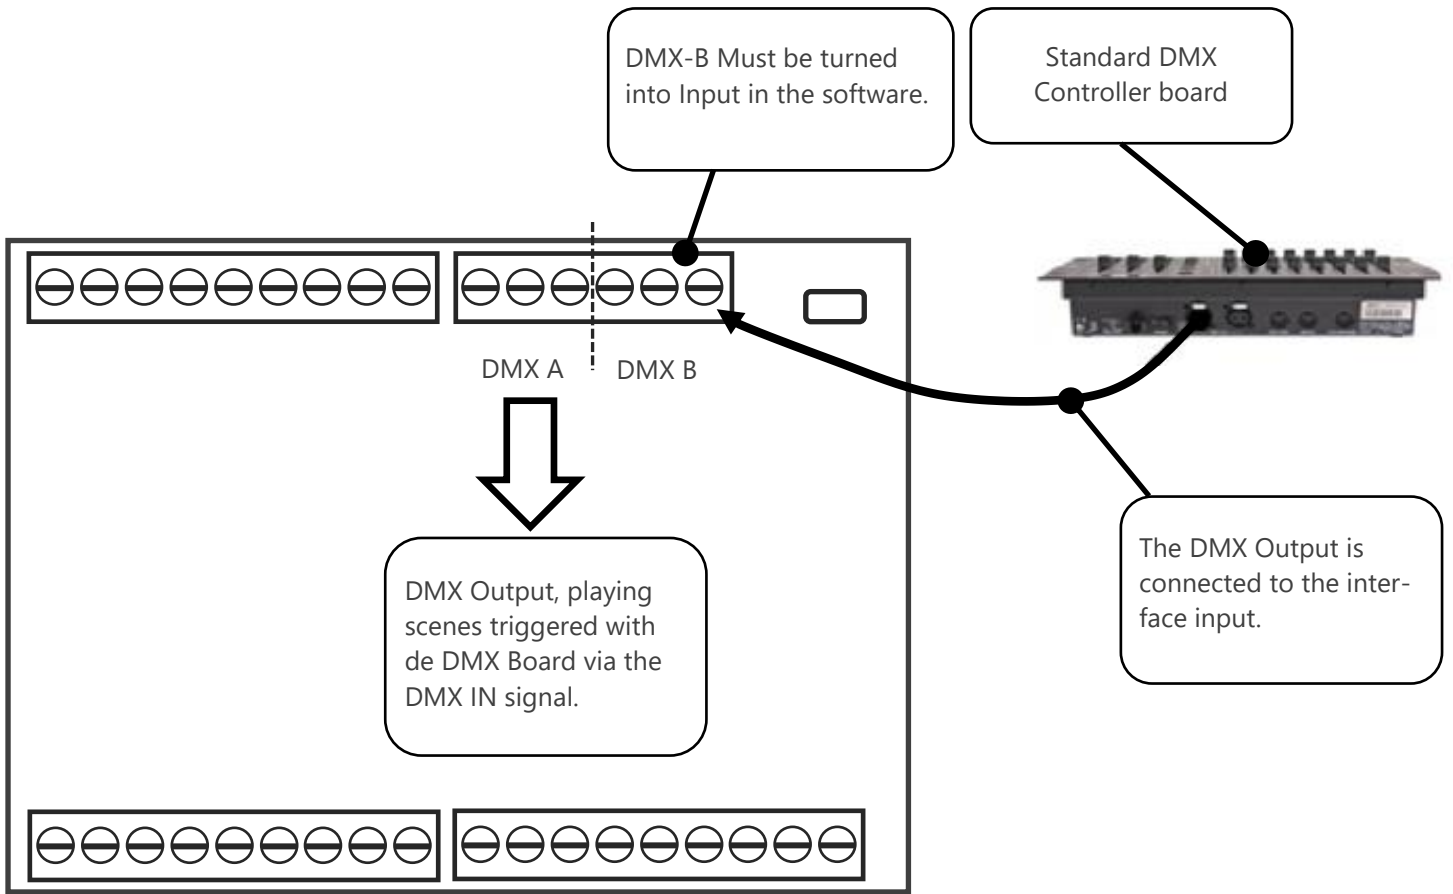 DMX-B Must be turned
into Input in the software.
Standard DMX
Controller board
DMX A
DMX B
DMX Output, playing
scenes triggered with
de DMX Board via the
DMX IN signal.
The DMX Output is
connected to the inter-
face input.